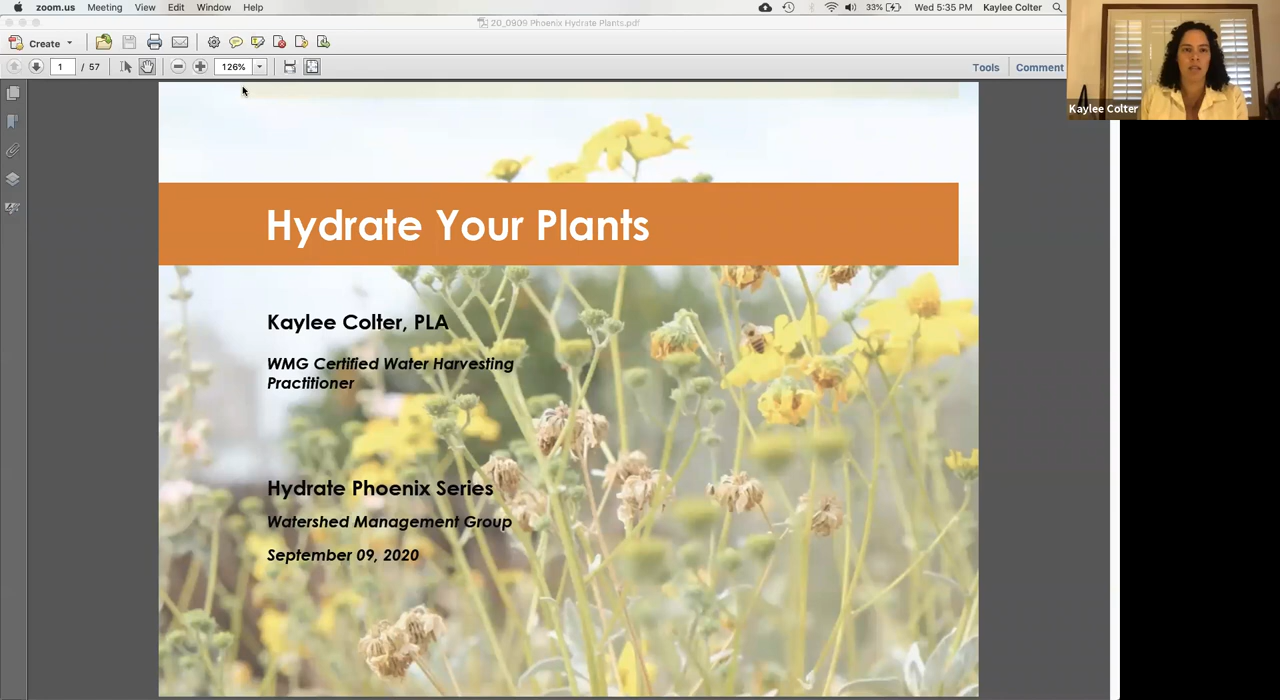 zoom.us Meeting View Edit Window Help 33% Wed 5:35 PM Kaylee Colter
20_0909 Phoenix Hydrate Plants.pdf
Create
1 / 57 126% Tools Comment
Kaylee Colter
Hydrate Your Plants
Kaylee Colter, PLA
WMG Certified Water Harvesting
Practitioner
Hydrate Phoenix Series
Watershed Management Group
September 09, 2020